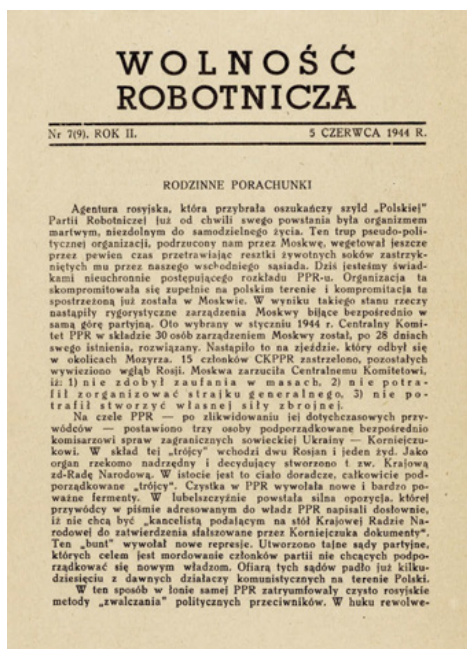 WOLNOŚĆ
ROBOTNICZA
Nr 7(9). ROK II. 5 CZERWCA 1944 R.
RODZINNE PORACHUNKI
Agentura rosyjska, która przybrała oszukańczy szyld „Polskiej”
Partii Robotniczej już od chwili swego powstania była organizmem
martwym, niezdolnym do samodzielnego życia. Ten trup pseudo-poli-
tycznej organizacji, podrzucony nam przez Moskwę, wegetował jeszcze
przez pewien czas przetrawiając resztki żywotnych soków zastrzyk-
niętych mu przez naszego wschodniego sąsiada. Dziś jesteśmy świad-
kami nieuchronnie postępującego rozkładu PPR-u. Organizacja ta
skompromitowała się zupełnie na polskim terenie i kompromitacja ta
spostrzeżoną już została w Moskwie. W wyniku takiego stanu rzeczy
nastąpiły rygorystyczne zarządzenia Moskwy bijące bezpośrednio w
samą górę partyjną. Oto wybrany w styczniu 1944 r. Centralny Komi-
tet PPR w składzie 30 osób zarządzeniem Moskwy został, po 28 dniach
swego istnienia, rozwiązany. Nastąpiło to na zjeździe, który odbył się
w okolicach Mozyrza. 15 członków CKPPR zastrzelono, pozostałych
wywieziono wgłąb Rosji. Moskwa zarzuciła Centralnemu Komitetowi,
iż: 1) nie zdobył zaufania w masach, 2) nie potra-
fił zorganizować strajku generalnego, 3) nie po-
trafił stworzyć własnej siły zbrojnej.
Na czele PPR — po zlikwidowaniu jej dotychczasowych przy-
wódców — postawiono trzy osoby podporządkowane bezpośrednio
komisarzowi spraw zagranicznych sowieckiej Ukrainy — Korniejczu-
kowi. W skład tej „trójcy” wchodzi dwu Rosjan i jeden żyd. Jako
organ rzekomo nadrzędny i decydujący stworzono t. zw. Krajową
zd-Radę Narodową. W istocie jest to ciało doradcze, całkowicie pod-
porządkowane „trójcy”. Czystka w PPR wywołała nowe i bardzo po-
ważne fermenty. W lubelszczyźnie powstała silna opozycja, której
przywódcy w piśmie adresowanym do władz PPR napisali dosłownie,
iż nie chcą być „kancelistą podającym na stół Krajowej Radzie Na-
rodowej do zatwierdzenia sfalszowane przez Korniejczuka dokumenty”.
Ten „bunt” wywołał nowe represje. Utworzono tajne sądy partyjne,
których celem jest mordowanie członków partii nie chcących podpo-
rządkować się nowym władzom. Ofiarą tych sądów padło już kilku-
dziesięciu z dawnych działaczy komunistycznych na terenie Polski.
W ten sposób w łonie samej PPR zatryumfowały czysto rosyjskie
metody „zwalczania” politycznych przeciwników. W huku rewolwe-